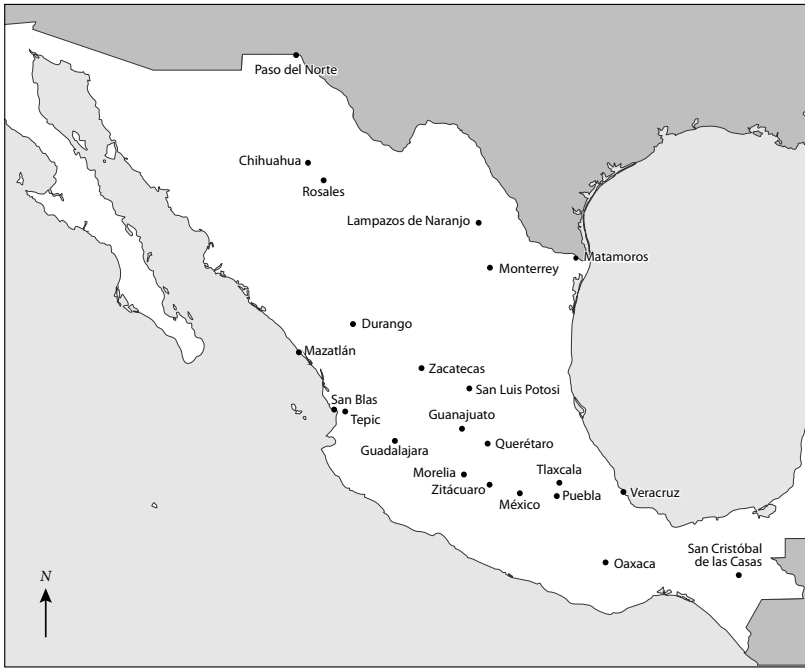 Paso del Norte
Chihuahua
Rosales
Lampazos de Naranjo
Matamoros
Monterrey
Durango
Mazatlán
Zacatecas
San Luis Potosi
San Blas
Tepic
Guanajuato
Guadalajara
Querétaro
Morelia
Tlaxcala
Zitácuaro
México
Puebla
Veracruz
San Cristóbal
de las Casas
Oaxaca
N